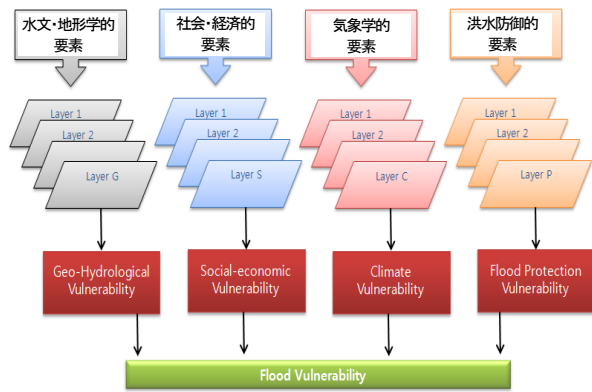 水文・地形学的
要素
社会・経済的
要素
気象学的
要素
洪水防御的
要素
Layer 1
Layer 2
Layer G
Layer 1
Layer 2
Layer S
Layer 1
Layer 2
Layer C
Layer 1
Layer 2
Layer P
Geo-Hydrological
Vulnerability
Social-economic
Vulnerability
Climate
Vulnerability
Flood Protection
Vulnerability
Flood Vulnerability